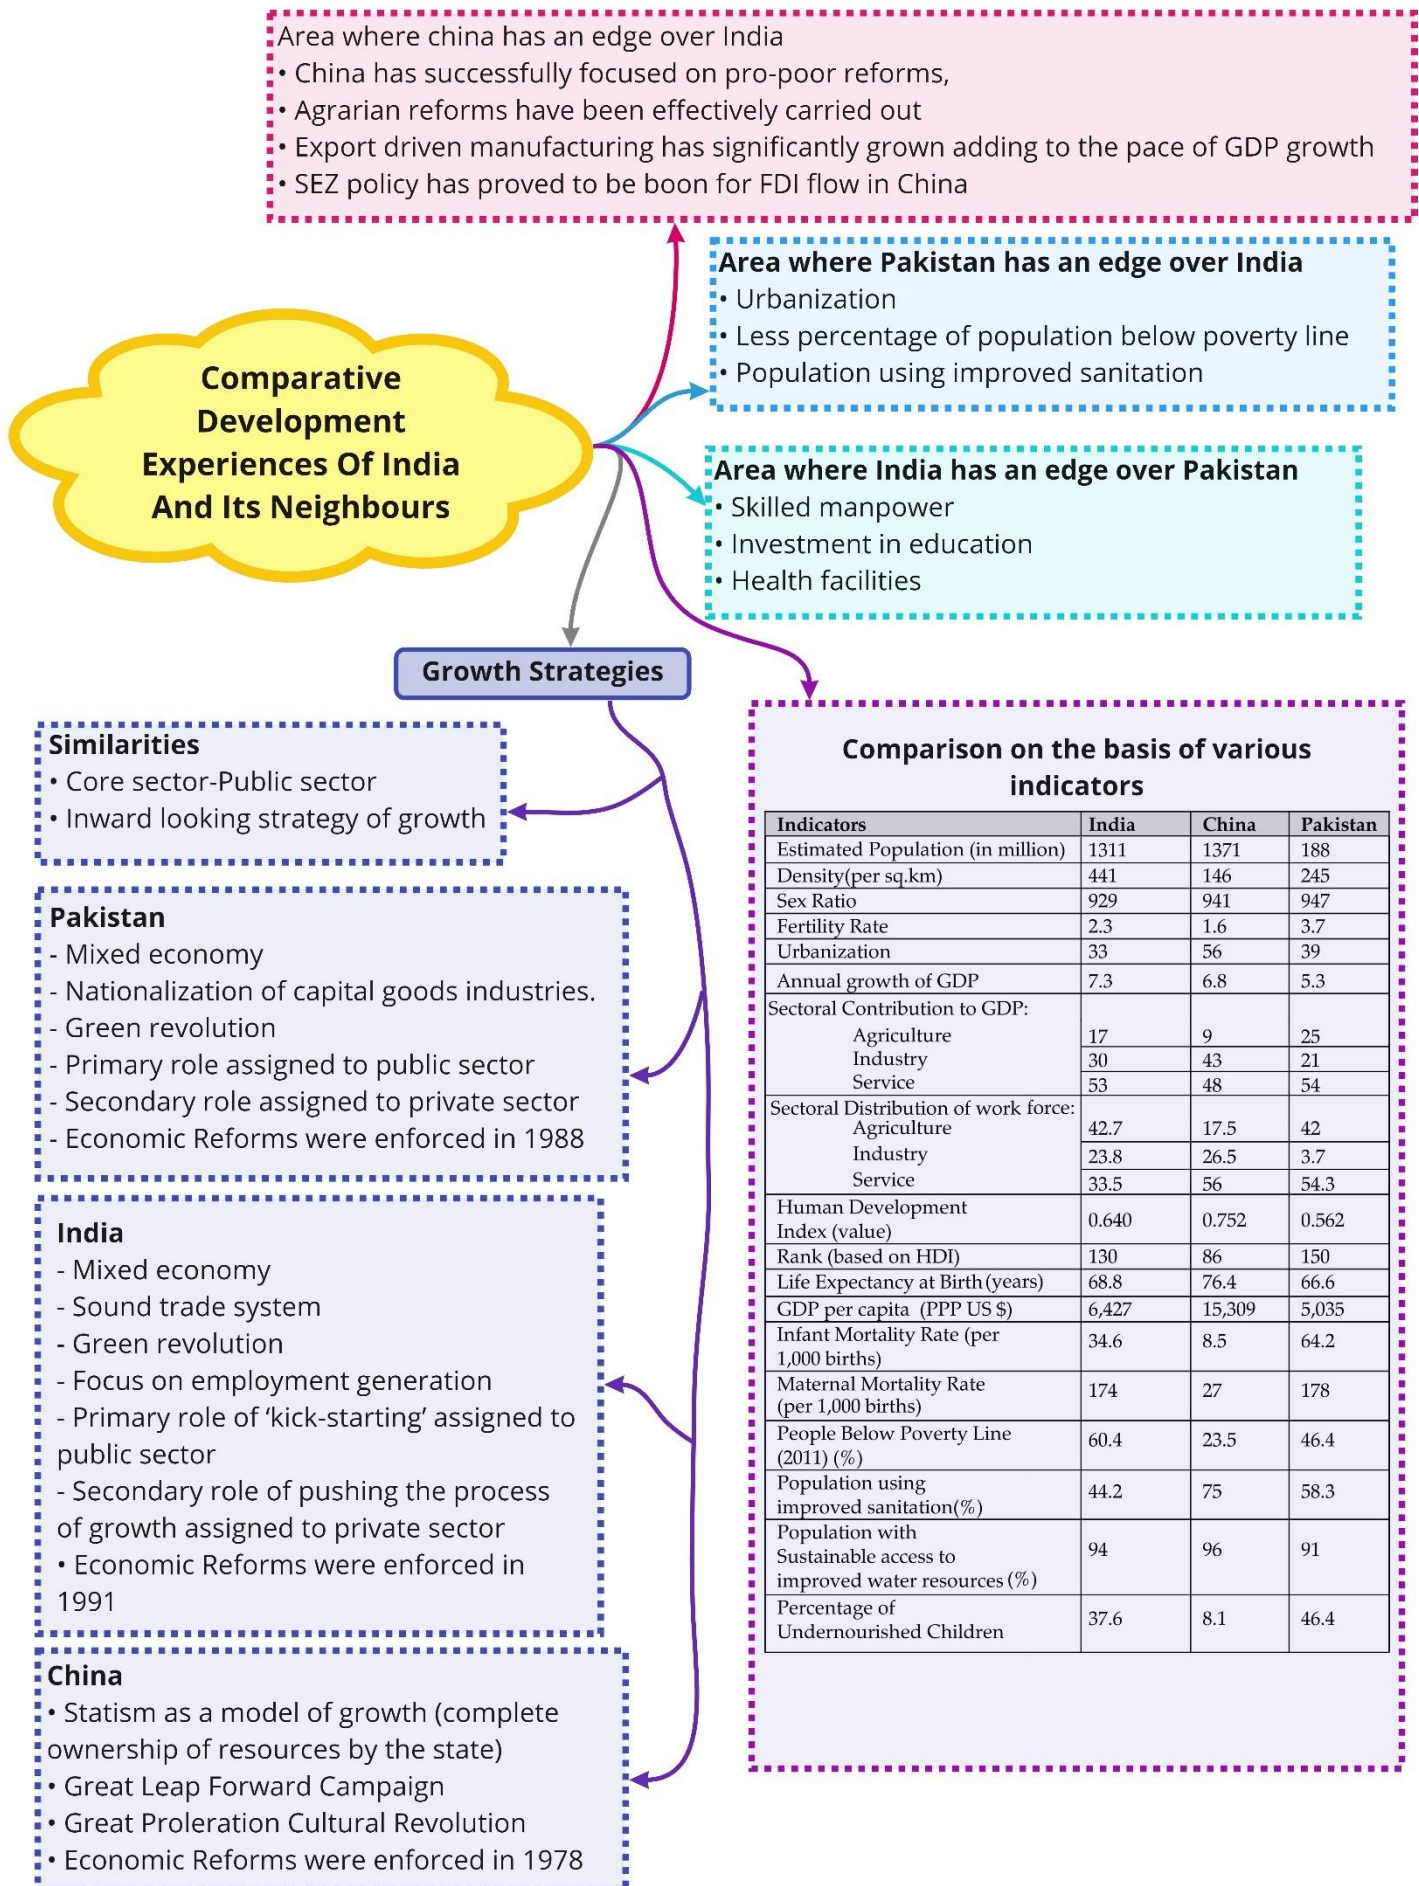 Area where china has an edge over India
• China has successfully focused on pro-poor reforms,
• Agrarian reforms have been effectively carried out
• Export driven manufacturing has significantly grown adding to the pace of GDP growth
• SEZ policy has proved to be boon for FDI flow in China
Area where Pakistan has an edge over India
• Urbanization
• Less percentage of population below poverty line
• Population using improved sanitation
Comparative
Development
Experiences Of India
And Its Neighbours
Area where India has an edge over Pakistan
• Skilled manpower
• Investment in education
• Health facilities
Growth Strategies
Similarities
• Core sector-Public sector
• Inward looking strategy of growth
Pakistan
- Mixed economy
- Nationalization of capital goods industries.
- Green revolution
- Primary role assigned to public sector
- Secondary role assigned to private sector
- Economic Reforms were enforced in 1988
India
- Mixed economy
- Sound trade system
- Green revolution
- Focus on employment generation
- Primary role of ‘kick-starting’ assigned to
public sector
- Secondary role of pushing the process
of growth assigned to private sector
• Economic Reforms were enforced in
1991
China
• Statism as a model of growth (complete
ownership of resources by the state)
• Great Leap Forward Campaign
• Great Proleration Cultural Revolution
• Economic Reforms were enforced in 1978
Comparison on the basis of various
indicators
Indicators India China Pakistan
Estimated Population (in million) 1311 1371 188
Density(per sq.km) 441 146 245
Sex Ratio 929 941 947
Fertility Rate 2.3 1.6 3.7
Urbanization 33 56 39
Annual growth of GDP 7.3 6.8 5.3
Sectoral Contribution to GDP:
Agriculture 17 9 25
Industry 30 43 21
Service 53 48 54
Sectoral Distribution of work force:
Agriculture 42.7 17.5 42
Industry 23.8 26.5 3.7
Service 33.5 56 54.3
Human Development
Index (value) 0.640 0.752 0.562
Rank (based on HDI) 130 86 150
Life Expectancy at Birth (years) 68.8 76.4 66.6
GDP per capita (PPP US $) 6,427 15,309 5,035
Infant Mortality Rate (per
1,000 births) 34.6 8.5 64.2
Maternal Mortality Rate
(per 1,000 births) 174 27 178
People Below Poverty Line
(2011) (%) 60.4 23.5 46.4
Population using
improved sanitation(%) 44.2 75 58.3
Population with
Sustainable access to
improved water resources (%) 94 96 91
Percentage of
Undernourished Children 37.6 8.1 46.4